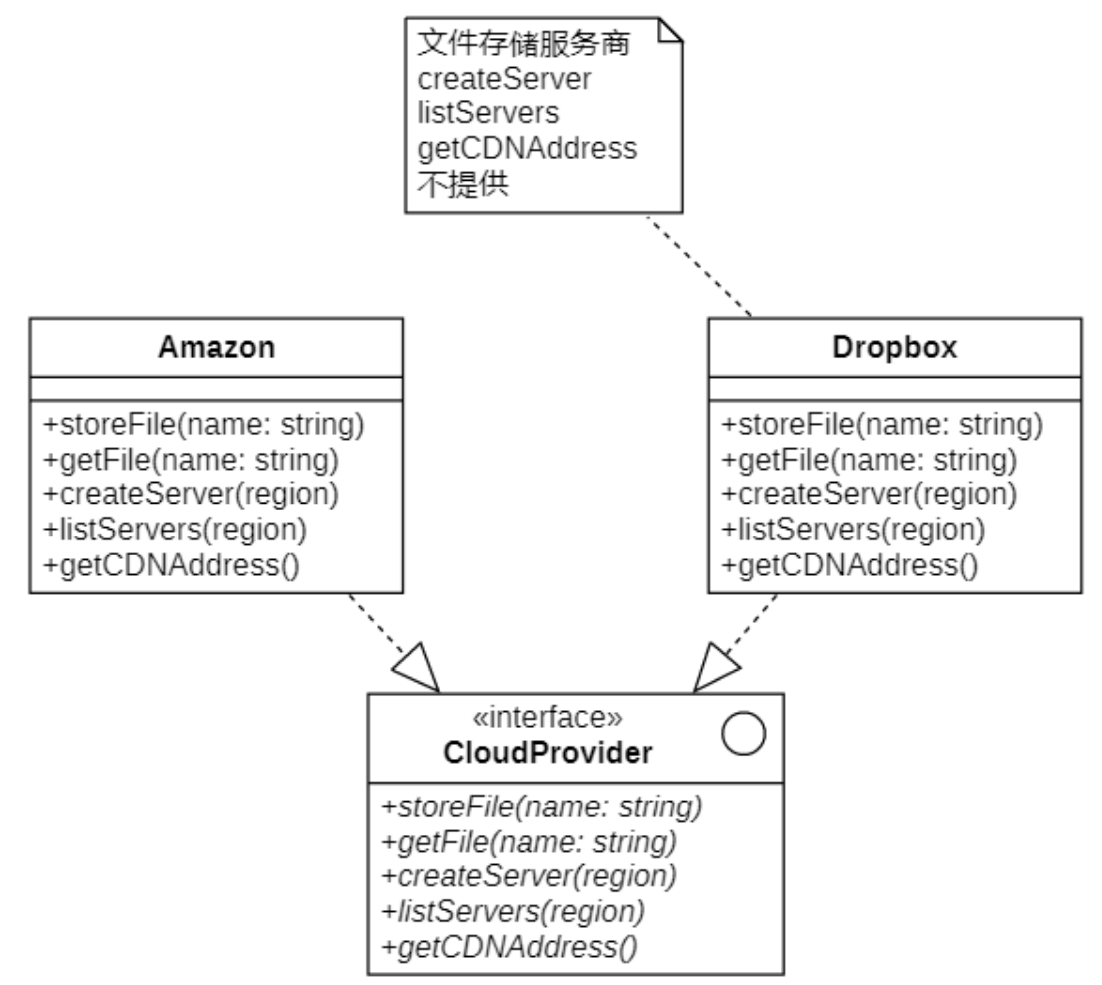 文件存储服务商
createServer
listServers
getCDNAddress
不提供
Amazon
+storeFile(name: string)
+getFile(name: string)
+createServer(region)
+listServers(region)
+getCDNAddress()
Dropbox
+storeFile(name: string)
+getFile(name: string)
+createServer(region)
+listServers(region)
+getCDNAddress()
«interface»
CloudProvider
+storeFile(name: string)
+getFile(name: string)
+createServer(region)
+listServers(region)
+getCDNAddress()